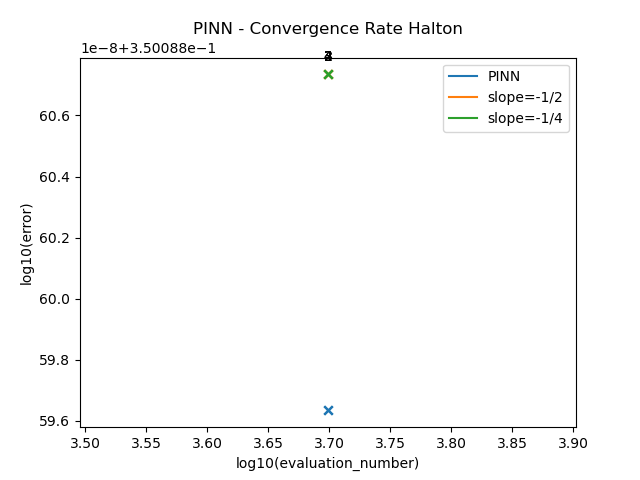 PINN - Convergence Rate Halton
1e−8+3.50088e−1
PINN
slope=-1/2
slope=-1/4
60.6
60.4
60.2
60.0
59.8
59.6
log10(error)
3.50 3.55 3.60 3.65 3.70 3.75 3.80 3.85 3.90
log10(evaluation_number)